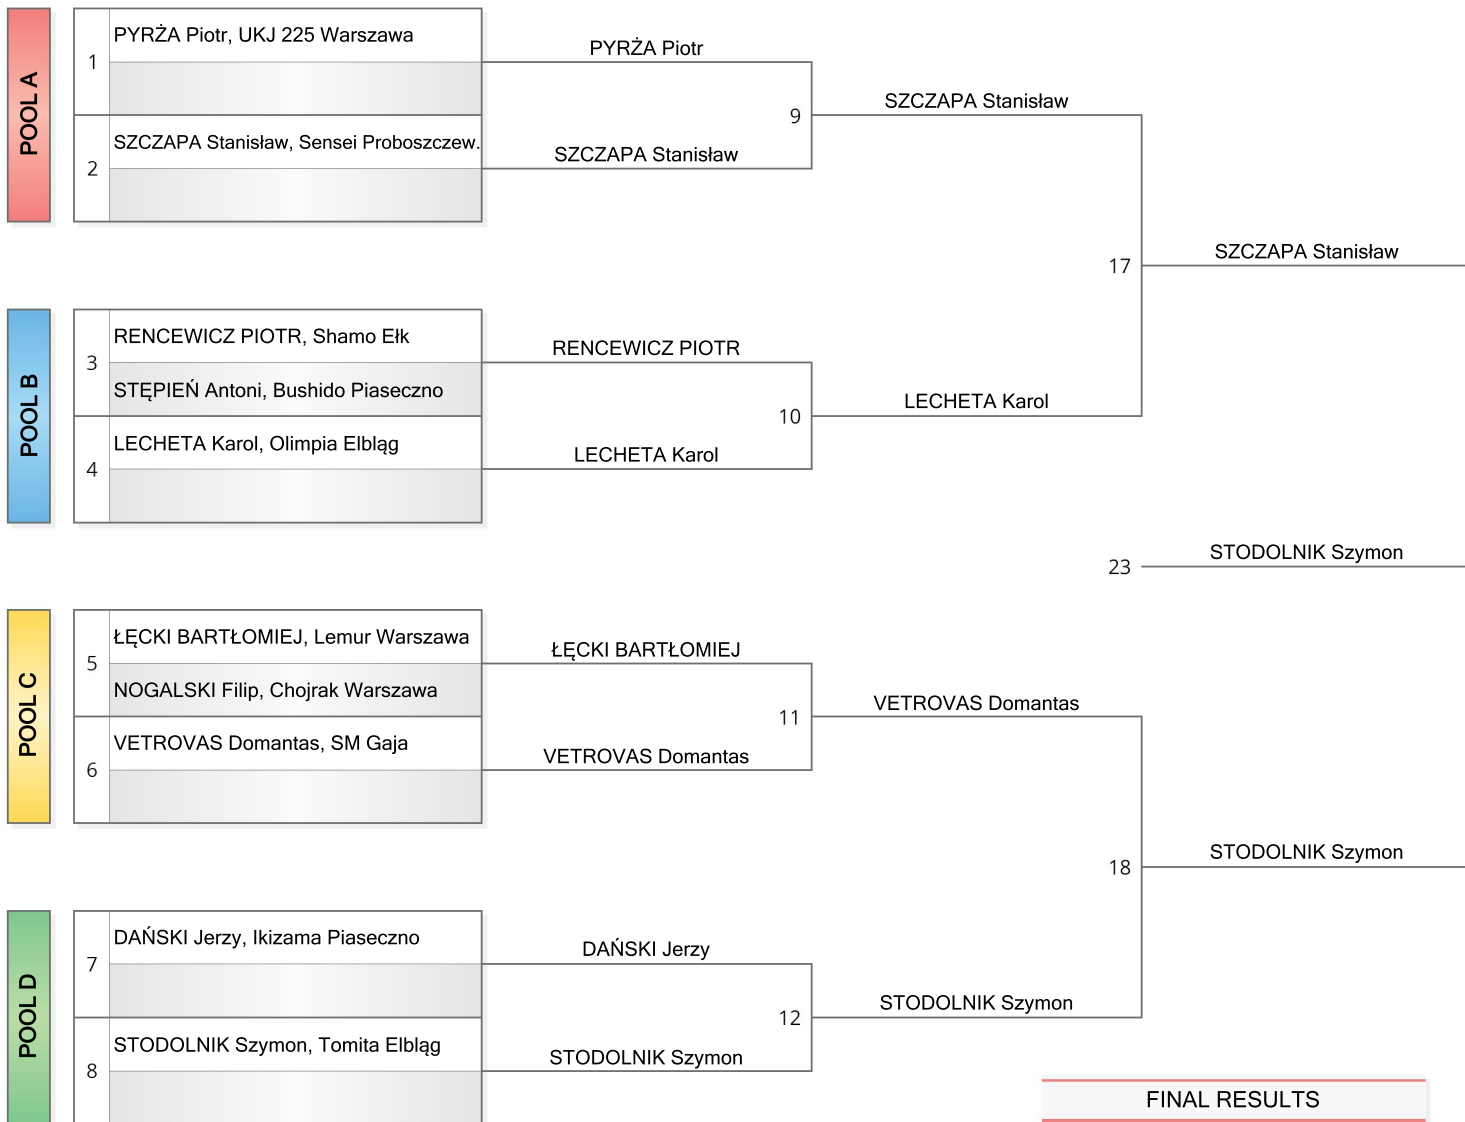 POOL A
1
PYRŻA Piotr, UKJ 225 Warszawa
2
SZCZAPA Stanisław, Sensei Proboszczew.
PYRŻA Piotr
SZCZAPA Stanisław
9
SZCZAPA Stanisław
POOL B
3
RENCEWICZ PIOTR, Shamo Ełk
STĘPIEŃ Antoni, Bushido Piaseczno
4
LECHETA Karol, Olimpia Elbląg
RENCEWICZ PIOTR
LECHETA Karol
10
LECHETA Karol
17
SZCZAPA Stanisław
23
STODOLNIK Szymon
POOL C
5
ŁĘCKI BARTŁOMIEJ, Lemur Warszawa
NOGALSKI Filip, Chojrak Warszawa
6
VETROVAS Domantas, SM Gaja
ŁĘCKI BARTŁOMIEJ
VETROVAS Domantas
11
VETROVAS Domantas
POOL D
7
DAŃSKI Jerzy, Ikizama Piaseczno
8
STODOLNIK Szymon, Tomita Elbląg
DAŃSKI Jerzy
STODOLNIK Szymon
12
STODOLNIK Szymon
18
STODOLNIK Szymon
FINAL RESULTS